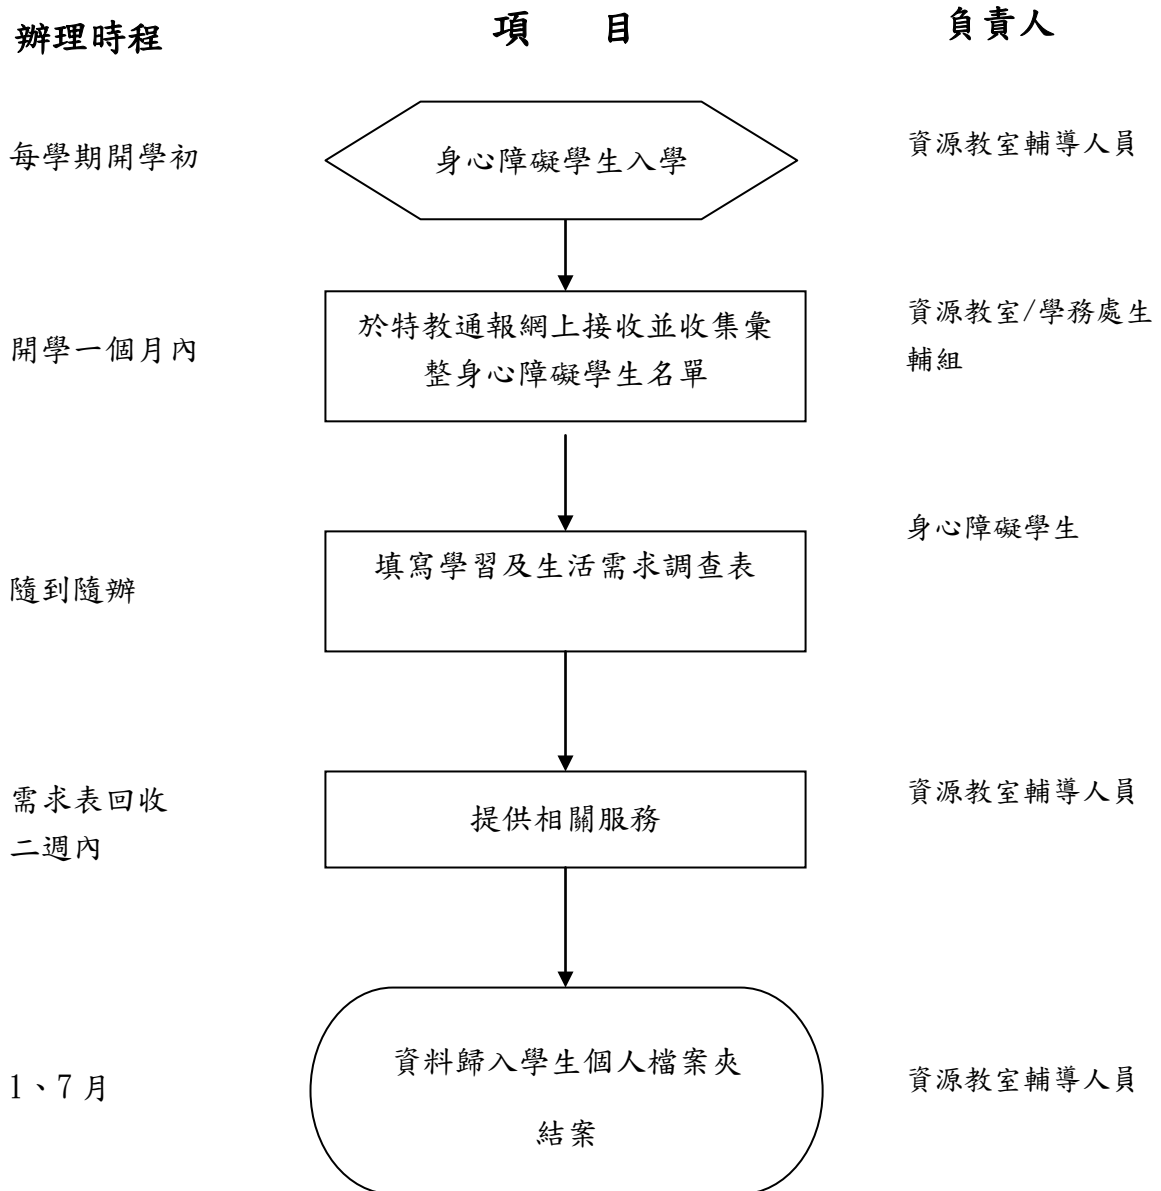 辦理時程
項 目
負責人
每學期開學初
身心障礙學生入學
資源教室輔導人員
開學一個月內
於特教通報網上接收並收集彙
整身心障礙學生名單
資源教室/學務處生
輔組
隨到隨辦
填寫學習及生活需求調查表
身心障礙學生
需求表回收
二週內
提供相關服務
資源教室輔導人員
1、7 月
資料歸入學生個人檔案夾
結案
資源教室輔導人員